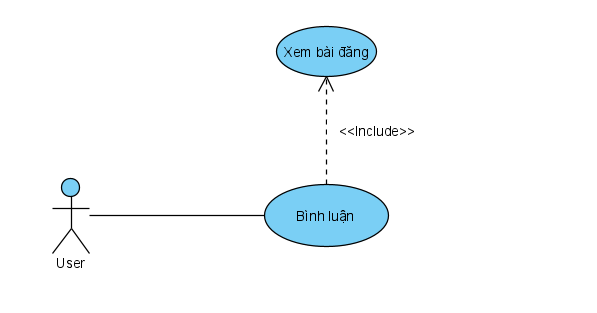 Xem bài đăng
<<Include>>
Bình luận
User